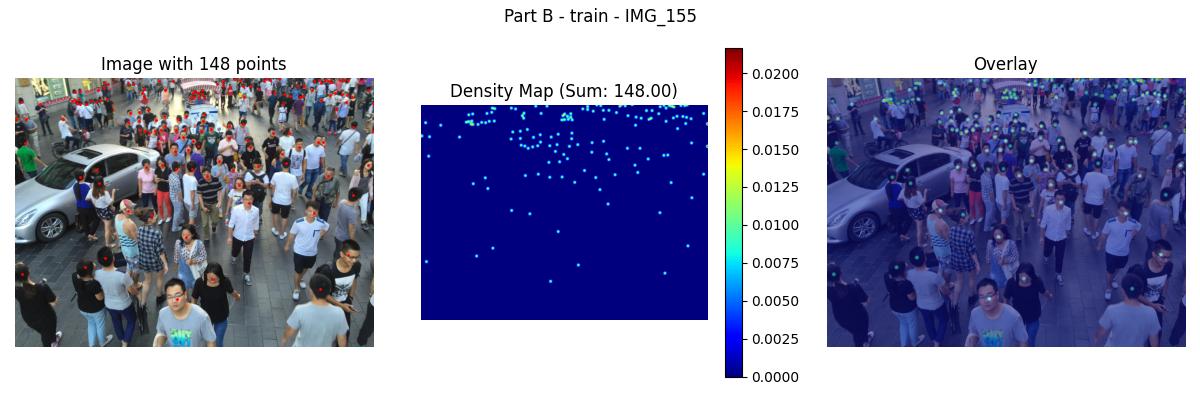 Part B - train - IMG_155
Image with 148 points
Density Map (Sum: 148.00)
Overlay
0.0200
0.0175
0.0150
0.0125
0.0100
0.0075
0.0050
0.0025
0.0000